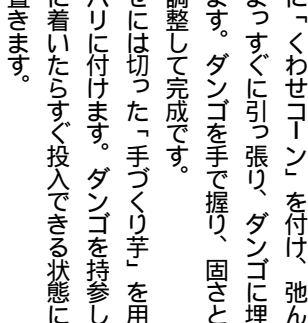 に「くわせコーン」を付け、弛ん
まっすぐに引っ張り、ダンゴに埋
ます。ダンゴを手で握り、固さと
調整して完成です。
せには切った「手づくり芋」を用
バリに付けます。ダンゴを持参し
に着いたらすぐ投入できる状態に
置きます。